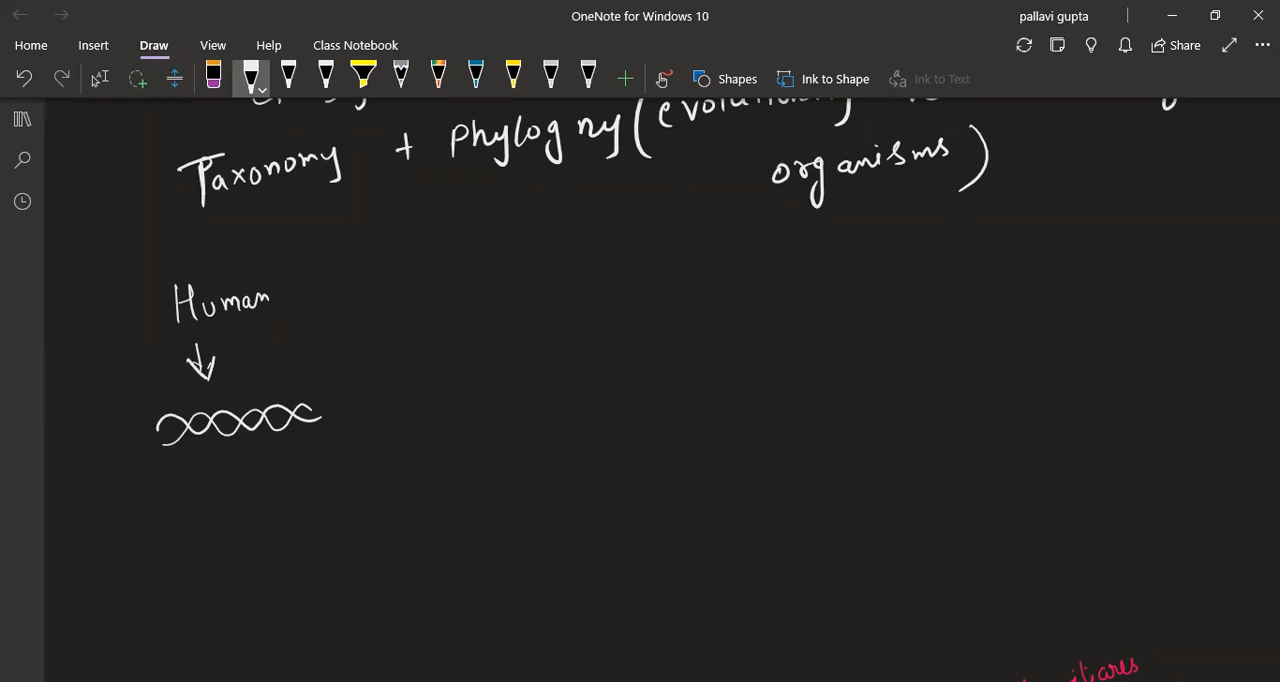 OneNote for Windows 10
pallavi gupta
Home Insert Draw View Help Class Notebook
Share
Shapes Ink to Shape Ink to Text
Taxonomy + Phylogny (
organisms)
Human